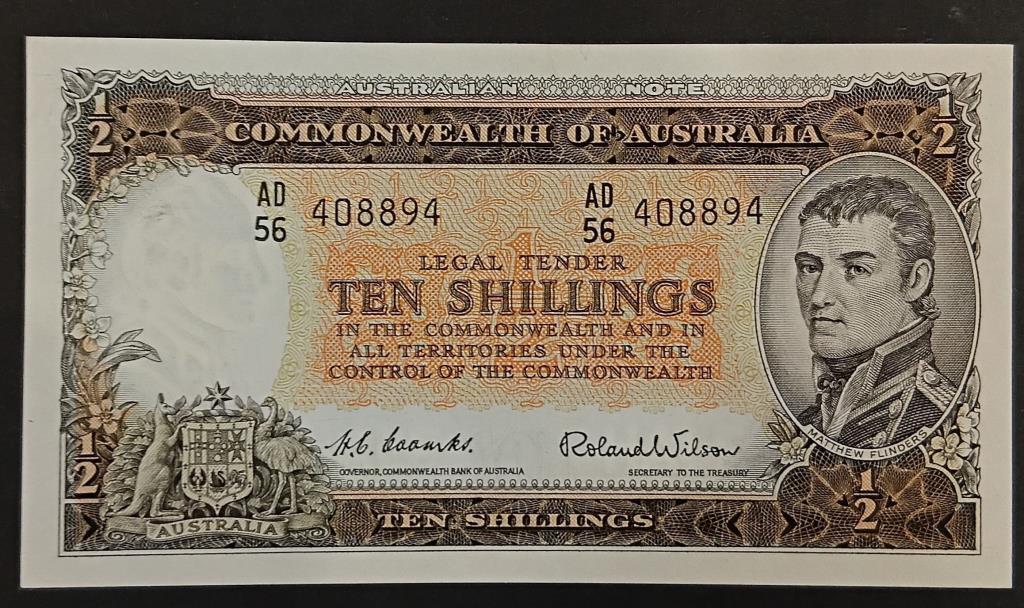 AUSTRALIAN NOTE
1/2 COMMONWEALTH OF AUSTRALIA 1/2
AD 56 408894 AD 56 408894
LEGAL TENDER
TEN SHILLINGS
IN THE COMMONWEALTH AND IN
ALL TERRITORIES UNDER THE
CONTROL OF THE COMMONWEALTH
H.C. Coombs. Roland Wilson
GOVERNOR, COMMONWEALTH BANK OF AUSTRALIA SECRETARY TO THE TREASURY
MATTHEW FLINDERS
1/2
AUSTRALIA TEN SHILLINGS 1/2